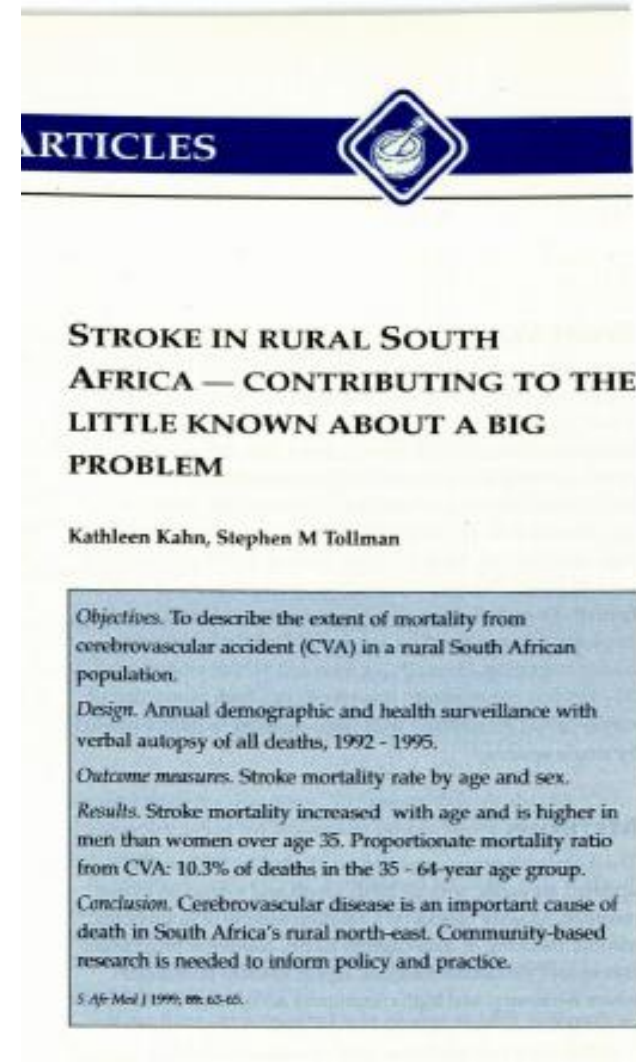 ARTICLES
STROKE IN RURAL SOUTH
AFRICA — CONTRIBUTING TO THE
LITTLE KNOWN ABOUT A BIG
PROBLEM
Kathleen Kahn, Stephen M Tollman
Objectives. To describe the extent of mortality from
cerebrovascular accident (CVA) in a rural South African
population.
Design. Annual demographic and health surveillance with
verbal autopsy of all deaths, 1992 - 1995.
Outcome measures. Stroke mortality rate by age and sex.
Results. Stroke mortality increased with age and is higher in
men than women over age 35. Proportionate mortality ratio
from CVA: 10.3% of deaths in the 35 - 64-year age group.
Conclusion. Cerebrovascular disease is an important cause of
death in South Africa's rural north-east. Community-based
research is needed to inform policy and practice.
S Afr Med J 1999; 89: 63-65.